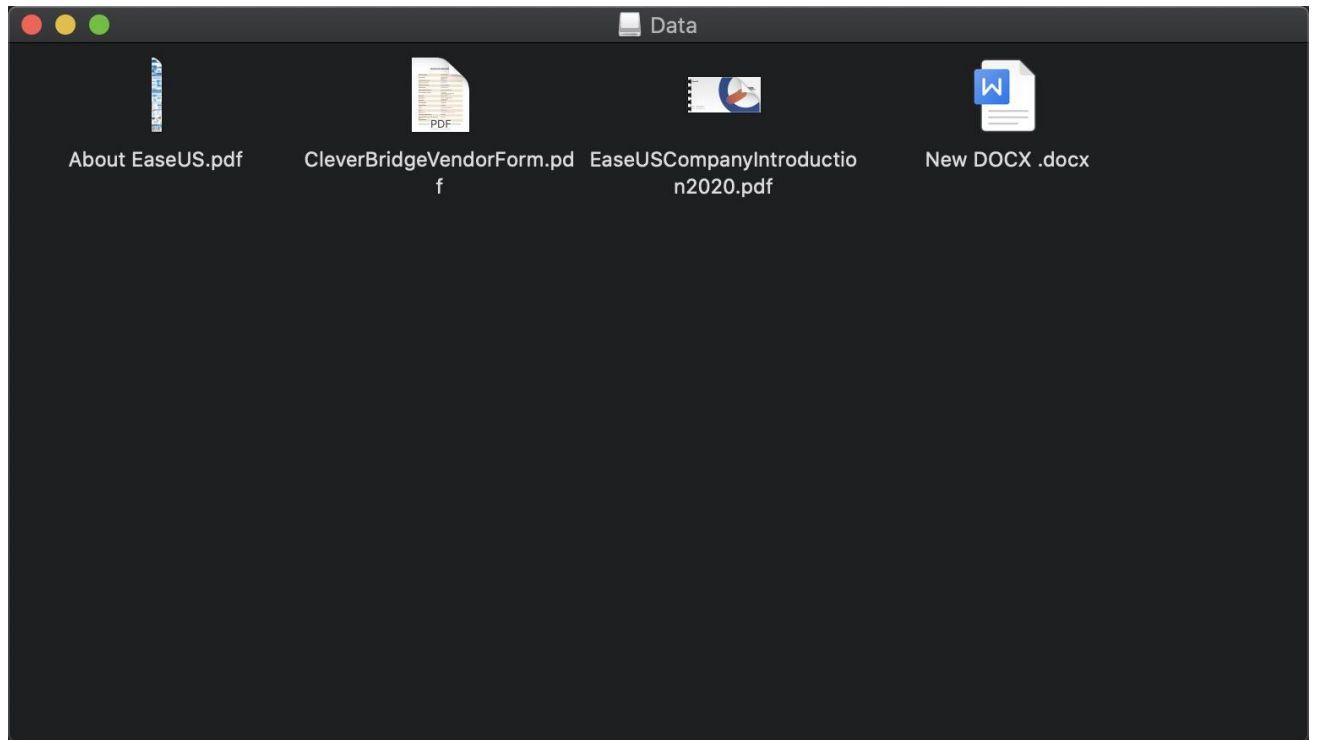 Data
PDF
W
About EaseUS.pdf
CleverBridgeVendorForm.pd
f
EaseUSCompanyIntroductio
n2020.pdf
New DOCX .docx